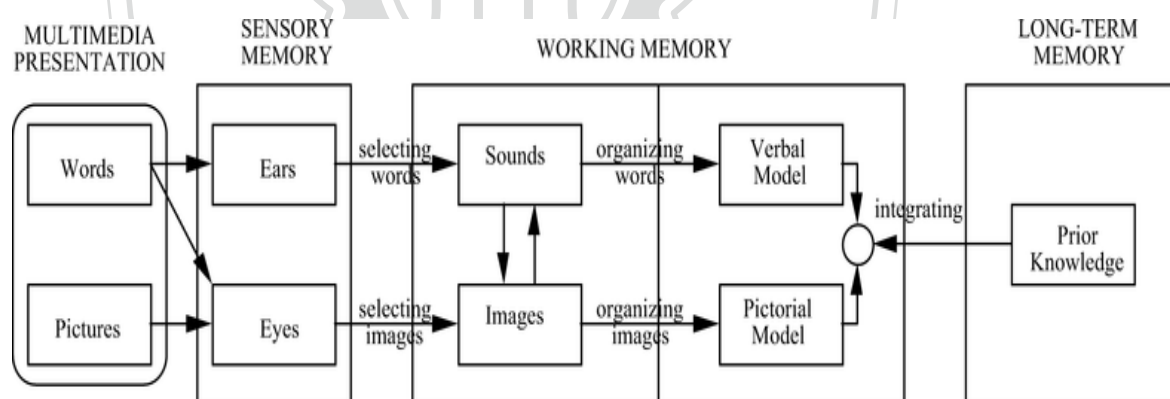 MULTIMEDIA
PRESENTATION
SENSORY
MEMORY
WORKING MEMORY
LONG-TERM
MEMORY
Words
Ears
selecting
words
Sounds
organizing
words
Verbal
Model
integrating
Prior
Knowledge
Pictures
Eyes
selecting
images
Images
organizing
images
Pictorial
Model